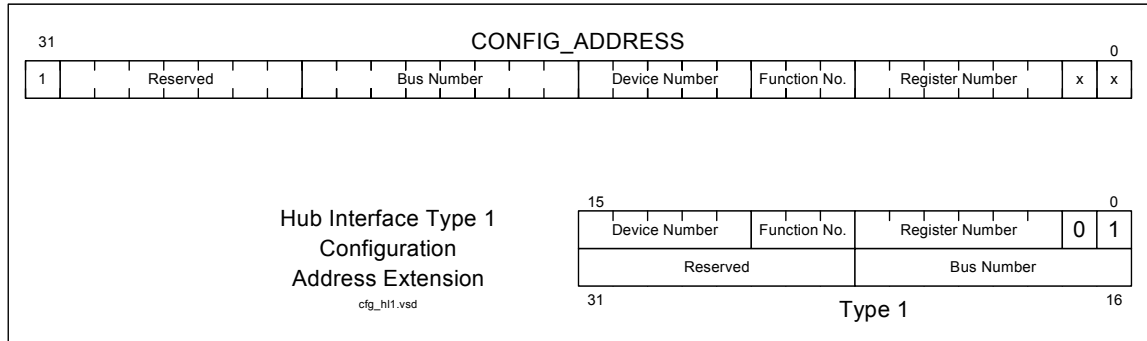 CONFIG_ADDRESS
31 0
1 Reserved Bus Number Device Number Function No. Register Number x x
Hub Interface Type 1
Configuration
Address Extension
cfg_hl1.vsd
15 0
Device Number Function No. Register Number 0 1
Reserved Bus Number
31 16
Type 1